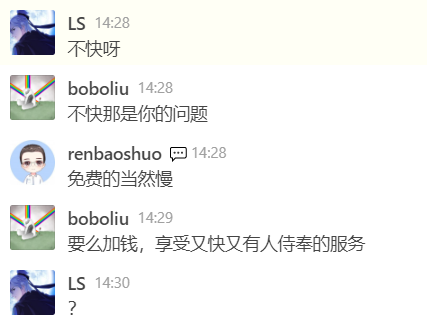 LS 14:28
不快呀
boboliu 14:28
不快那是你的问题
renbaoshuo 14:28
免费的当然慢
boboliu 14:29
要么加钱，享受又快又有人侍奉的服务
LS 14:30
?